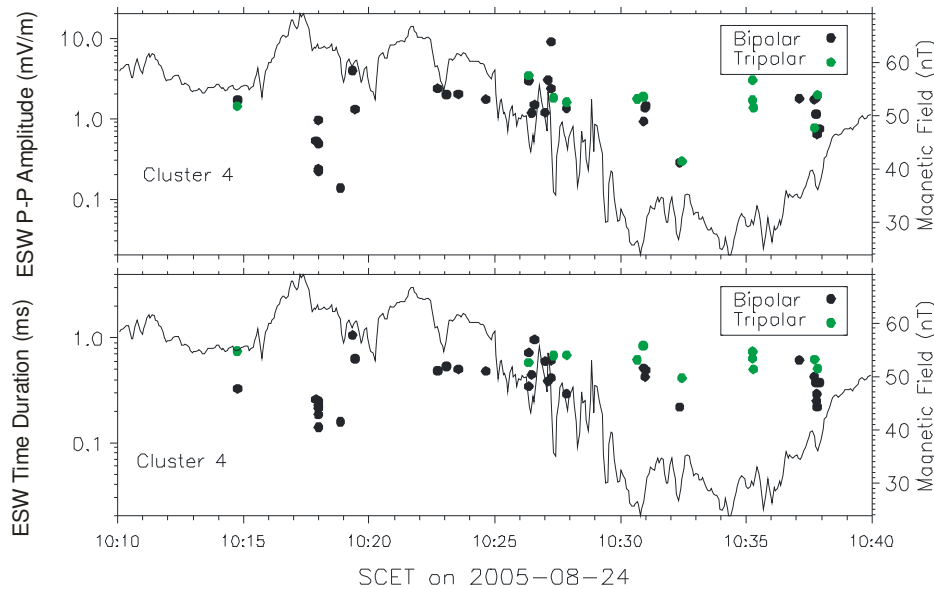 ESW P-P Amplitude (mV/m)
10.0
1.0
0.1
Cluster 4
Bipolar
Tripolar
60
50
40
30
Magnetic Field (nT)
ESW Time Duration (ms)
1.0
0.1
Cluster 4
Bipolar
Tripolar
60
50
40
30
Magnetic Field (nT)
10:10 10:15 10:20 10:25 10:30 10:35 10:40
SCET on 2005-08-24